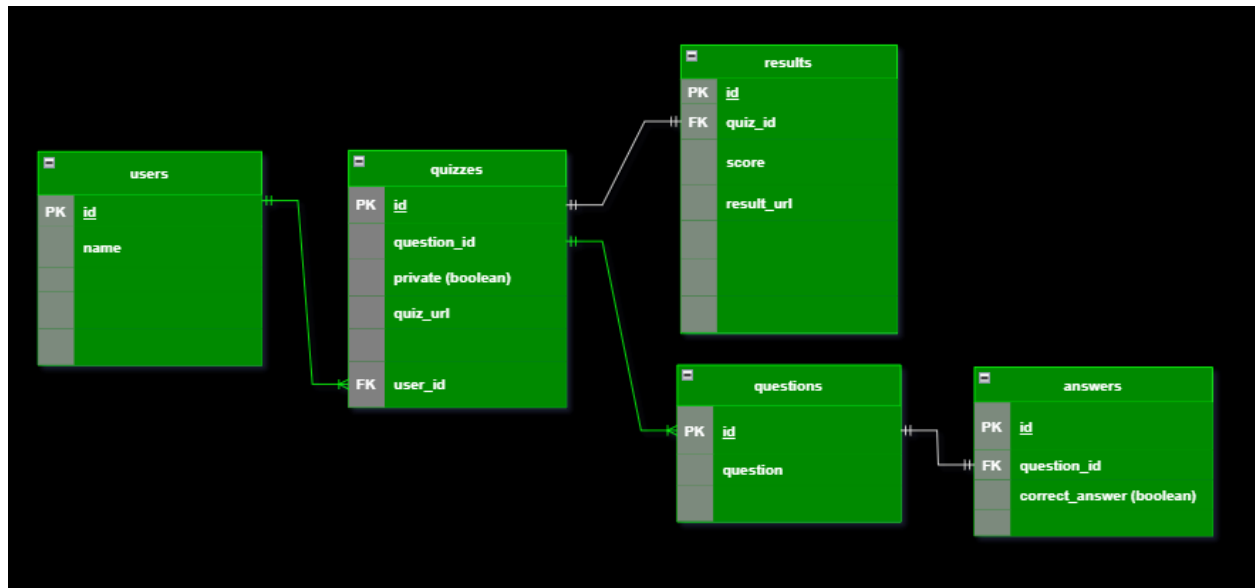 users
PK id
name
quizzes
PK id
question_id
private (boolean)
quiz_url
FK user_id
results
PK id
FK quiz_id
score
result_url
questions
PK id
question
answers
PK id
FK question_id
correct_answer (boolean)